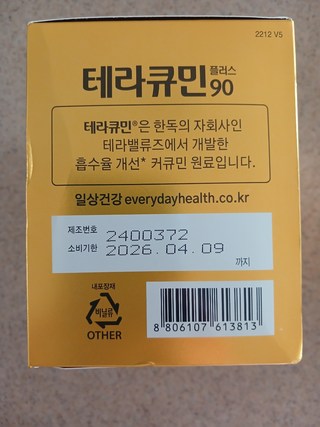 2212 V5
테라큐민 플러스 90
테라큐민®은 한독의 자회사인
테라밸류즈에서 개발한
흡수율 개선* 커큐민 원료입니다.
일상건강 everydayhealth.co.kr
제조번호 2400372
소비기한 2026.04.09
까지
내포장재
비닐류
OTHER
8 806107 613813